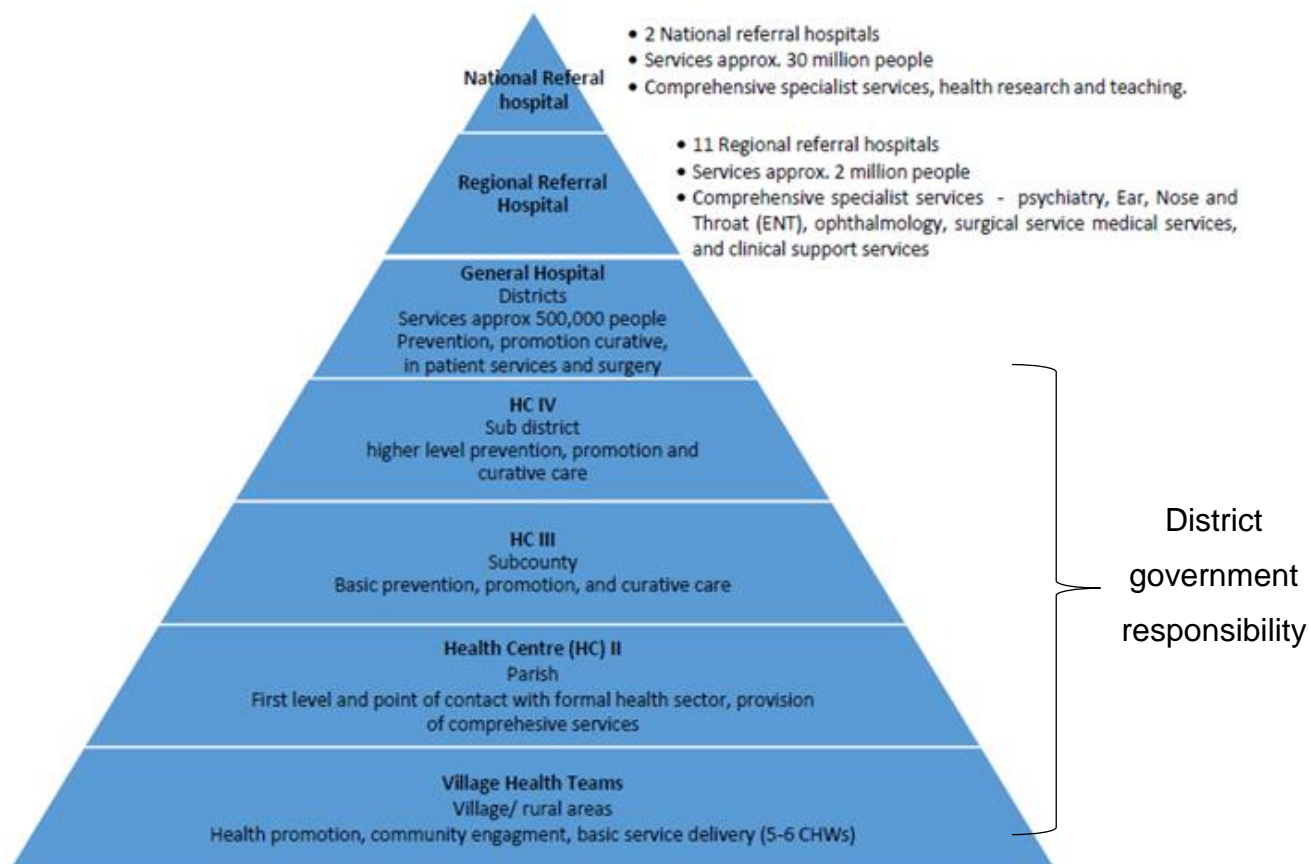 • 2 National referral hospitals
• Services approx. 30 million people
• Comprehensive specialist services, health research and teaching.
National Referal
hospital
• 11 Regional referral hospitals
• Services approx. 2 million people
• Comprehensive specialist services - psychiatry, Ear, Nose and
Throat (ENT), ophthalmology, surgical service medical services,
and clinical support services
Regional Referral
Hospital
General Hospital
Districts
Services approx 500,000 people
Prevention, promotion curative,
in patient services and surgery
HC IV
Sub district
higher level prevention, promotion and
curative care
HC III
Subcounty
Basic prevention, promotion, and curative care
Health Centre (HC) II
Parish
First level and point of contact with formal health sector, provision
of comprehesive services
Village Health Teams
Village/ rural areas
Health promotion, community engagment, basic service delivery (5-6 CHWs)
District
government
responsibility